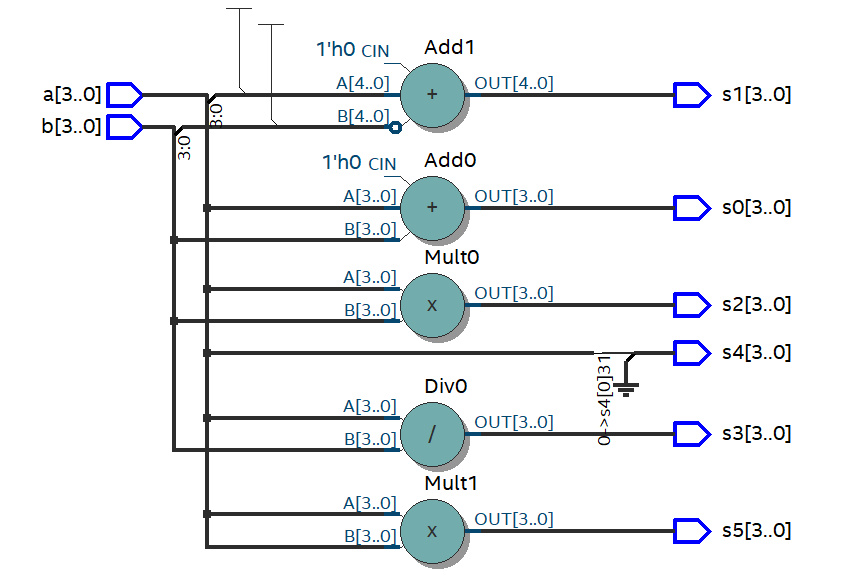 1'h0 CIN Add1
a[3..0] A[4..0] + OUT[4..0] s1[3..0]
b[3..0] 3:0 B[4..0]
3:0
1'h0 CIN Add0
A[3..0] + OUT[3..0] s0[3..0]
B[3..0]
Mult0
A[3..0] x OUT[3..0] s2[3..0]
B[3..0]
s4[3..0]
0->s4[0]31
Div0
A[3..0] / OUT[3..0] s3[3..0]
B[3..0]
Mult1
A[3..0] x OUT[3..0] s5[3..0]
B[3..0]